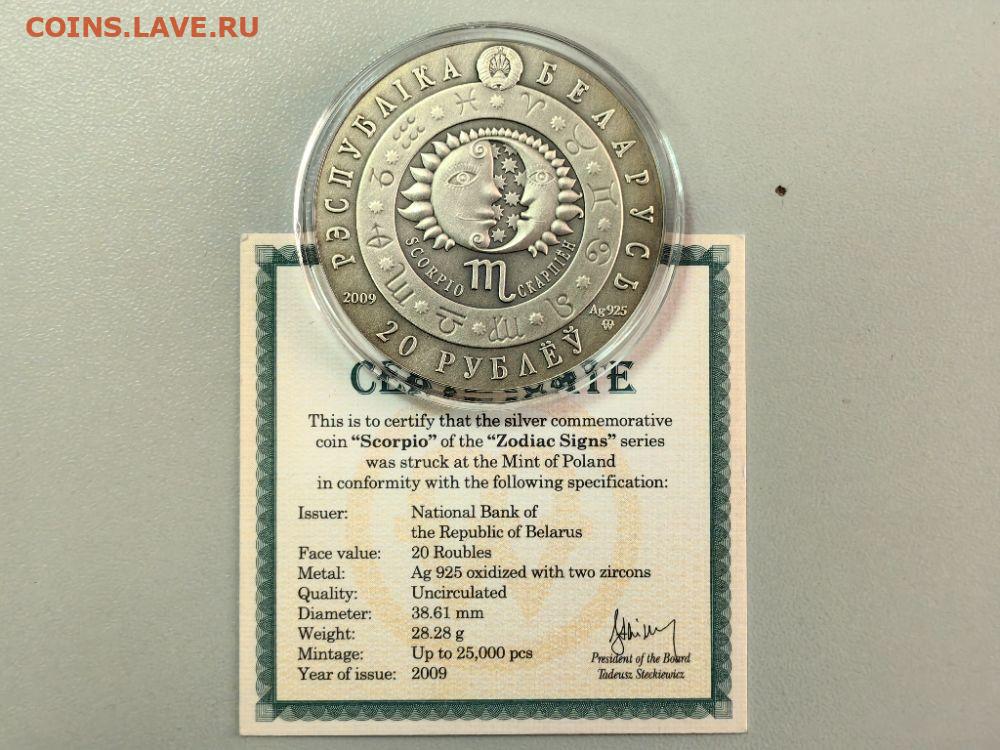 COINS.LAVE.RU
РЭСПУБЛІКА БЕЛАРУСЬ
SCORPIO СКАРПІЁН
2009
Ag 925
20 РУБЛЁЎ
CERTIFICATE
This is to certify that the silver commemorative
coin “Scorpio” of the “Zodiac Signs” series
was struck at the Mint of Poland
in conformity with the following specification:
Issuer: National Bank of
the Republic of Belarus
Face value: 20 Roubles
Metal: Ag 925 oxidized with two zircons
Quality: Uncirculated
Diameter: 38.61 mm
Weight: 28.28 g
Mintage: Up to 25,000 pcs
Year of issue: 2009
President of the Board
Tadeusz Steckiewicz